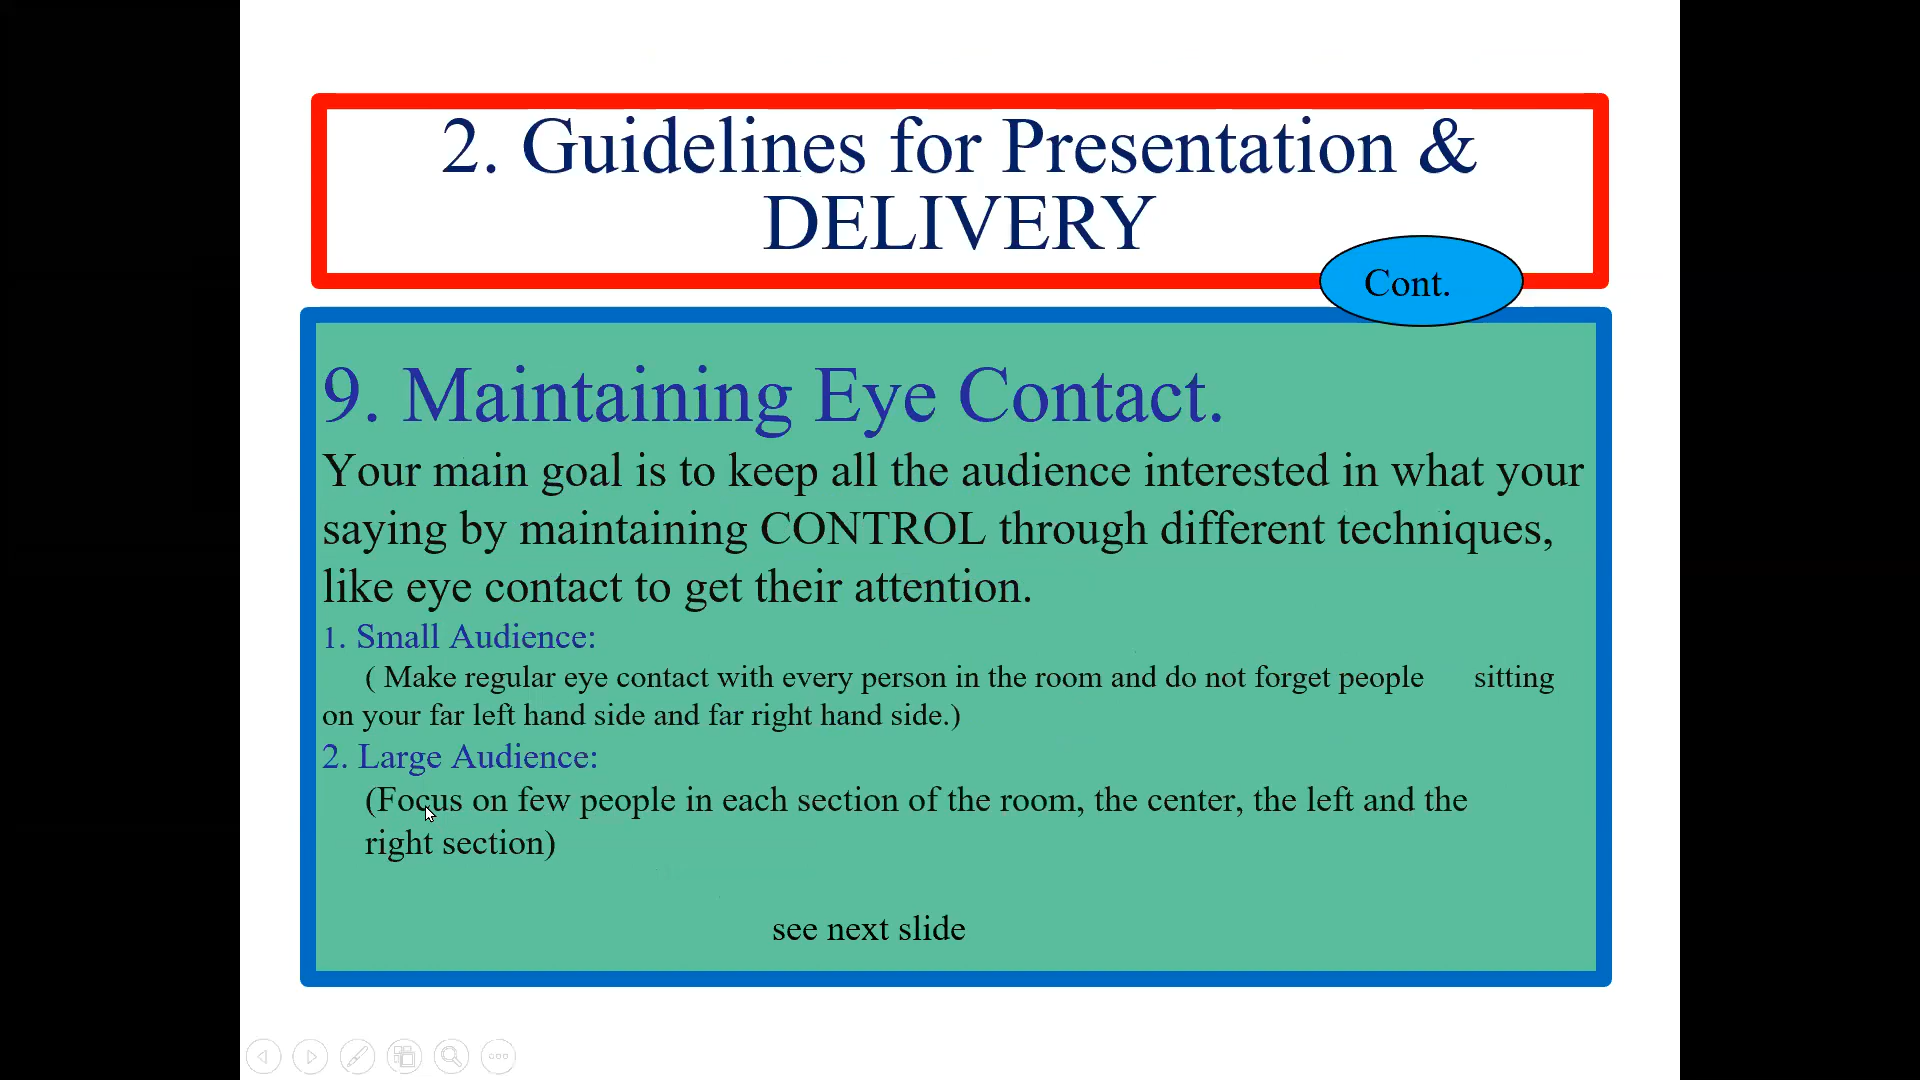 2. Guidelines for Presentation &
DELIVERY
Cont.
9. Maintaining Eye Contact.
Your main goal is to keep all the audience interested in what your
saying by maintaining CONTROL through different techniques,
like eye contact to get their attention.
1. Small Audience:
( Make regular eye contact with every person in the room and do not forget people sitting
on your far left hand side and far right hand side.)
2. Large Audience:
(Focus on few people in each section of the room, the center, the left and the
right section)
see next slide